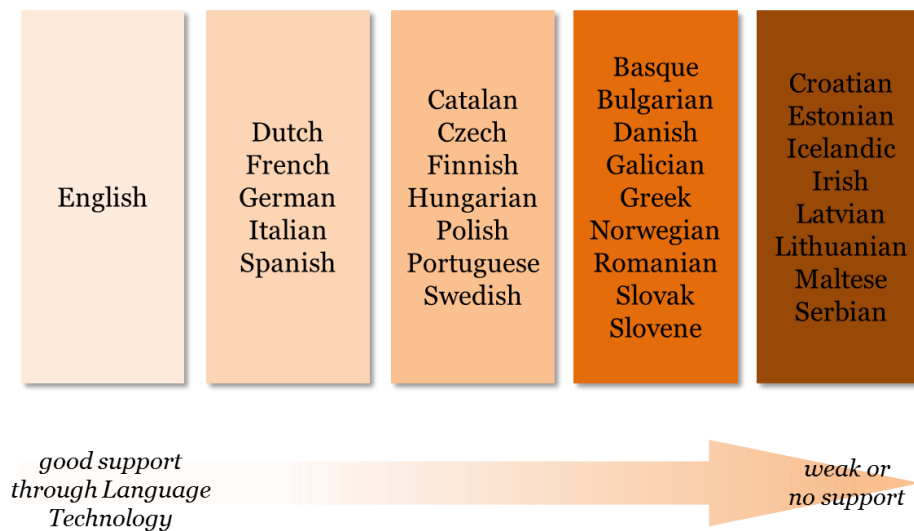 English
Dutch
French
German
Italian
Spanish
Catalan
Czech
Finnish
Hungarian
Polish
Portuguese
Swedish
Basque
Bulgarian
Danish
Galician
Greek
Norwegian
Romanian
Slovak
Slovene
Croatian
Estonian
Icelandic
Irish
Latvian
Lithuanian
Maltese
Serbian
good support
through Language
Technology
weak or
no support